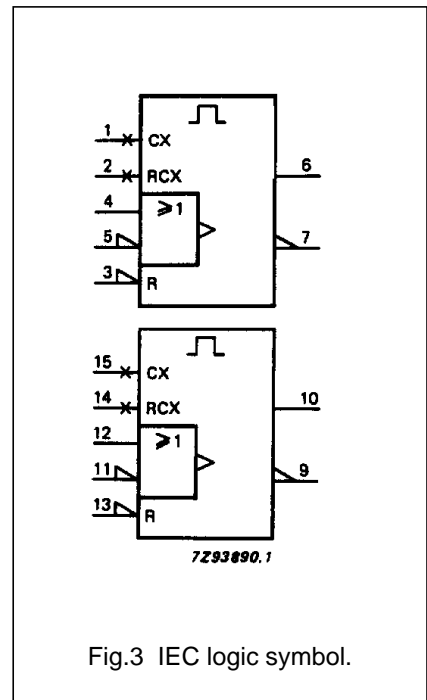 1 CX
2 RCX 6
4 ≥1
5 7
3 R
15 CX
14 RCX 10
12 ≥1
11 9
13 R
7Z93890.1
Fig.3 IEC logic symbol.